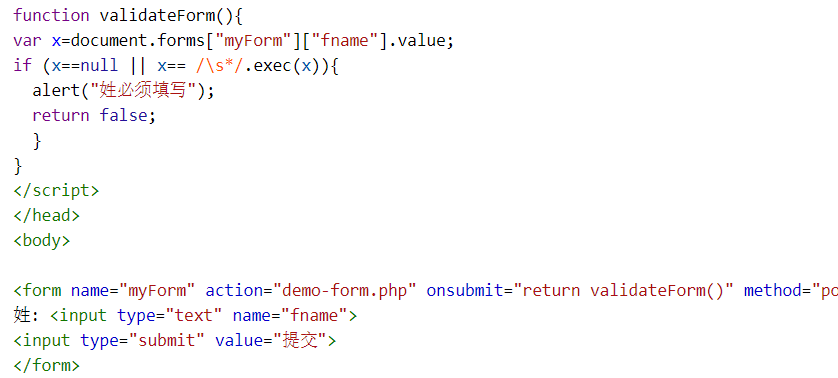 function validateForm(){
var x=document.forms["myForm"]["fname"].value;
if (x==null || x== /\s*/.exec(x)){
  alert("姓必须填写");
  return false;
  }
}
</script>
</head>
<body>

<form name="myForm" action="demo-form.php" onsubmit="return validateForm()" method="po
姓: <input type="text" name="fname">
<input type="submit" value="提交">
</form>